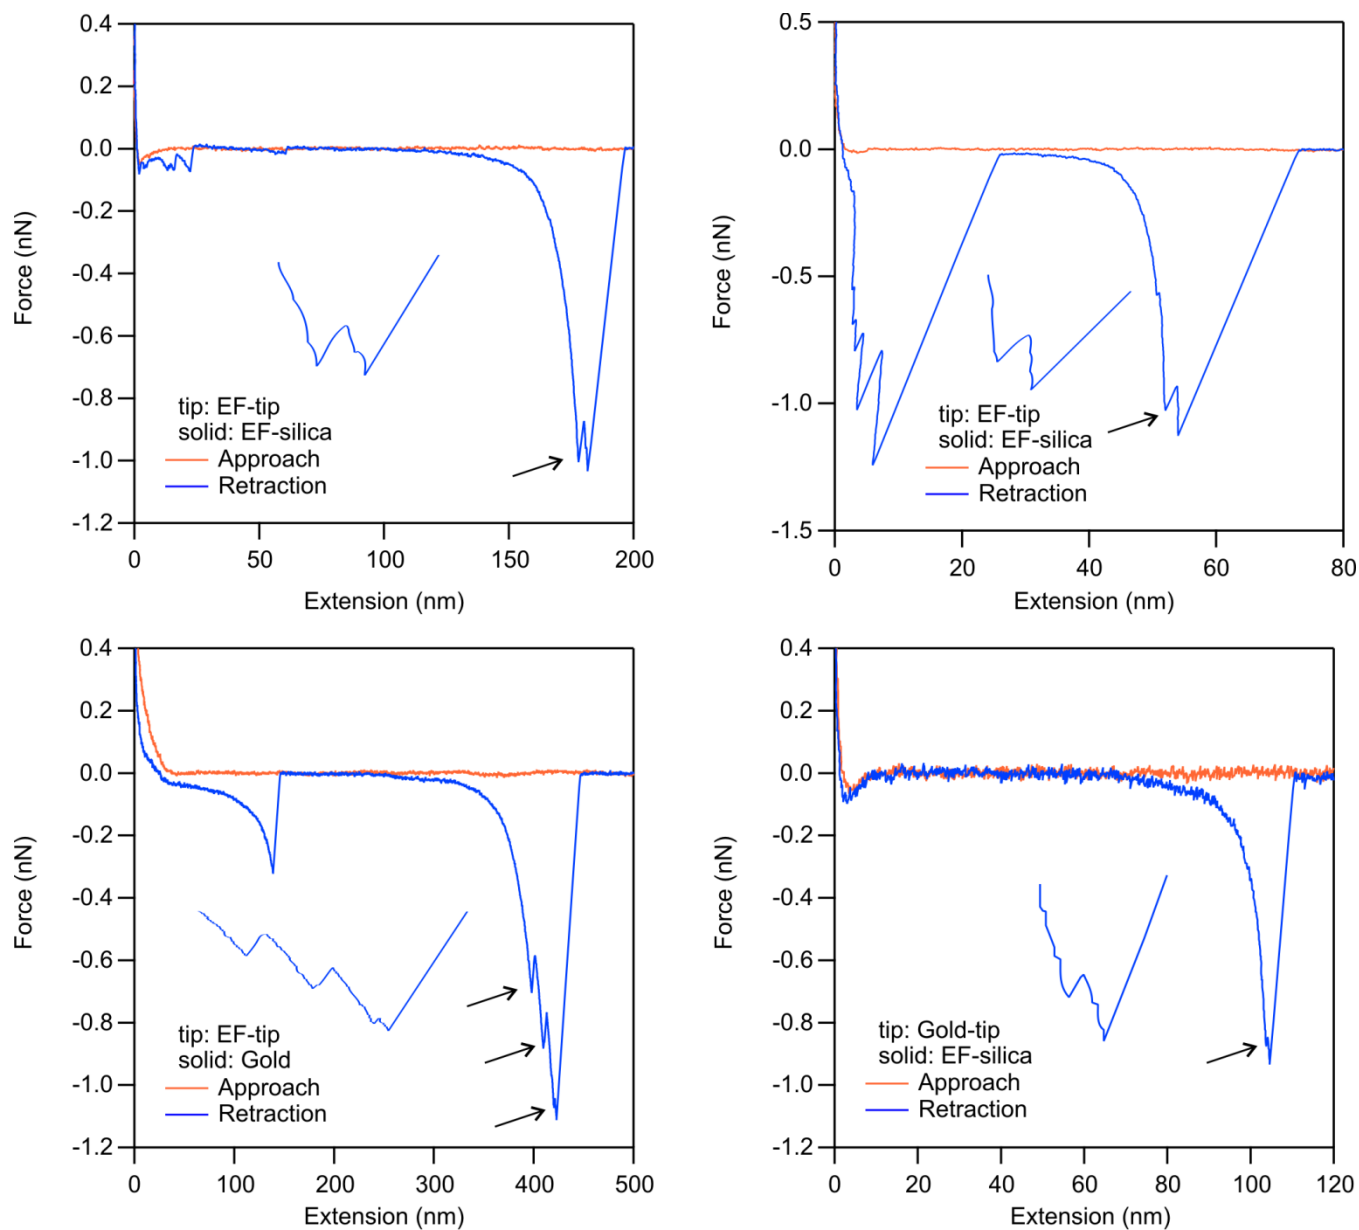 0.4
0.2
0.0
-0.2
-0.4
-0.6
-0.8
-1.0
-1.2
Force (nN)
tip: EF-tip
solid: EF-silica
Approach
Retraction
0 50 100 150 200
Extension (nm)
0.5
0.0
-0.5
-1.0
-1.5
Force (nN)
tip: EF-tip
solid: EF-silica
Approach
Retraction
0 20 40 60 80
Extension (nm)
0.4
0.2
0.0
-0.2
-0.4
-0.6
-0.8
-1.0
-1.2
Force (nN)
tip: EF-tip
solid: Gold
Approach
Retraction
0 100 200 300 400 500
Extension (nm)
0.4
0.2
0.0
-0.2
-0.4
-0.6
-0.8
-1.0
-1.2
Force (nN)
tip: Gold-tip
solid: EF-silica
Approach
Retraction
0 20 40 60 80 100 120
Extension (nm)